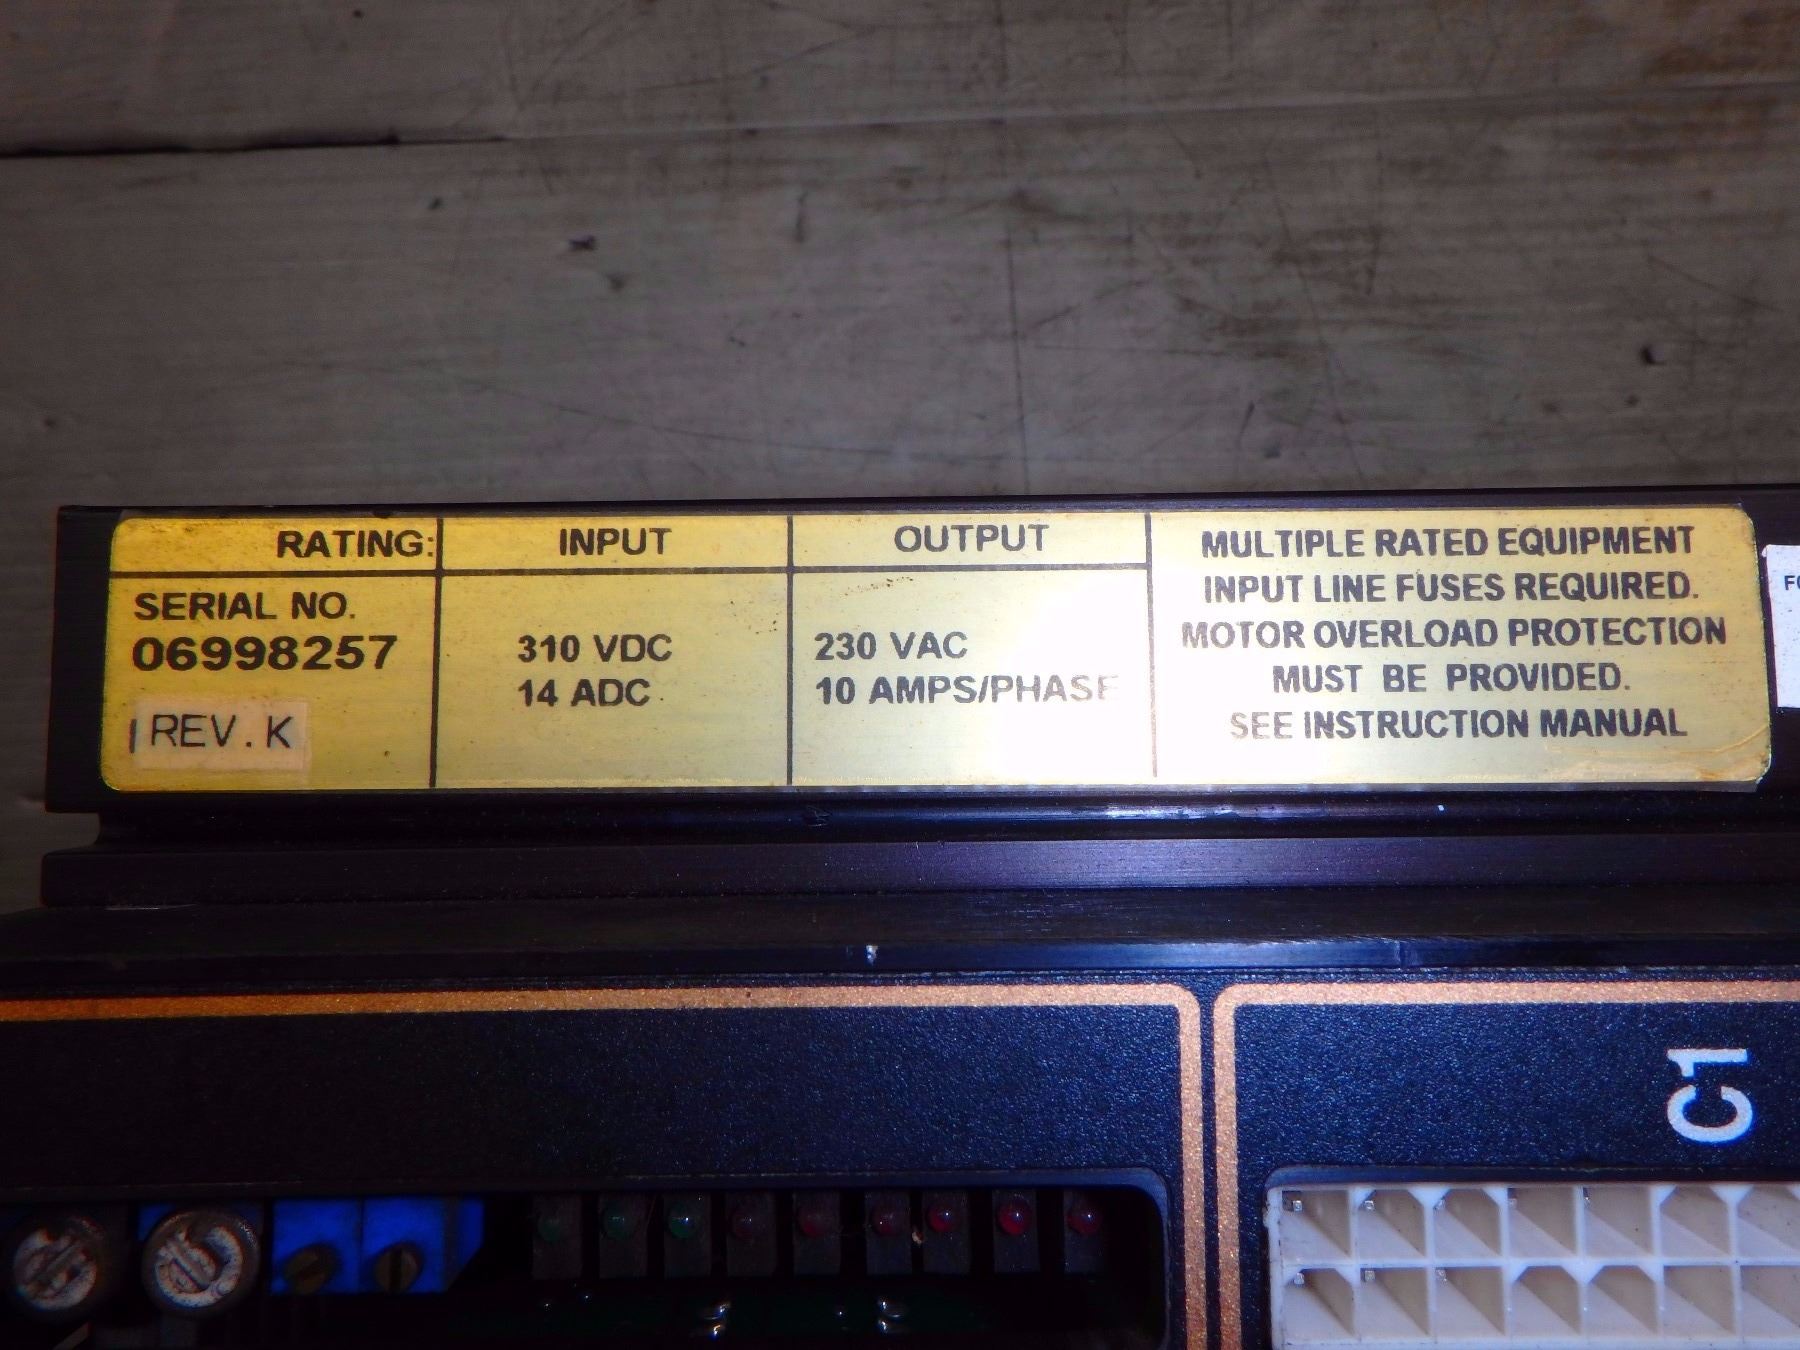 RATING:
SERIAL NO.
06998257
REV. K
INPUT
310 VDC
14 ADC
OUTPUT
230 VAC
10 AMPS/PHASE
MULTIPLE RATED EQUIPMENT
INPUT LINE FUSES REQUIRED.
MOTOR OVERLOAD PROTECTION
MUST BE PROVIDED.
SEE INSTRUCTION MANUAL
C1